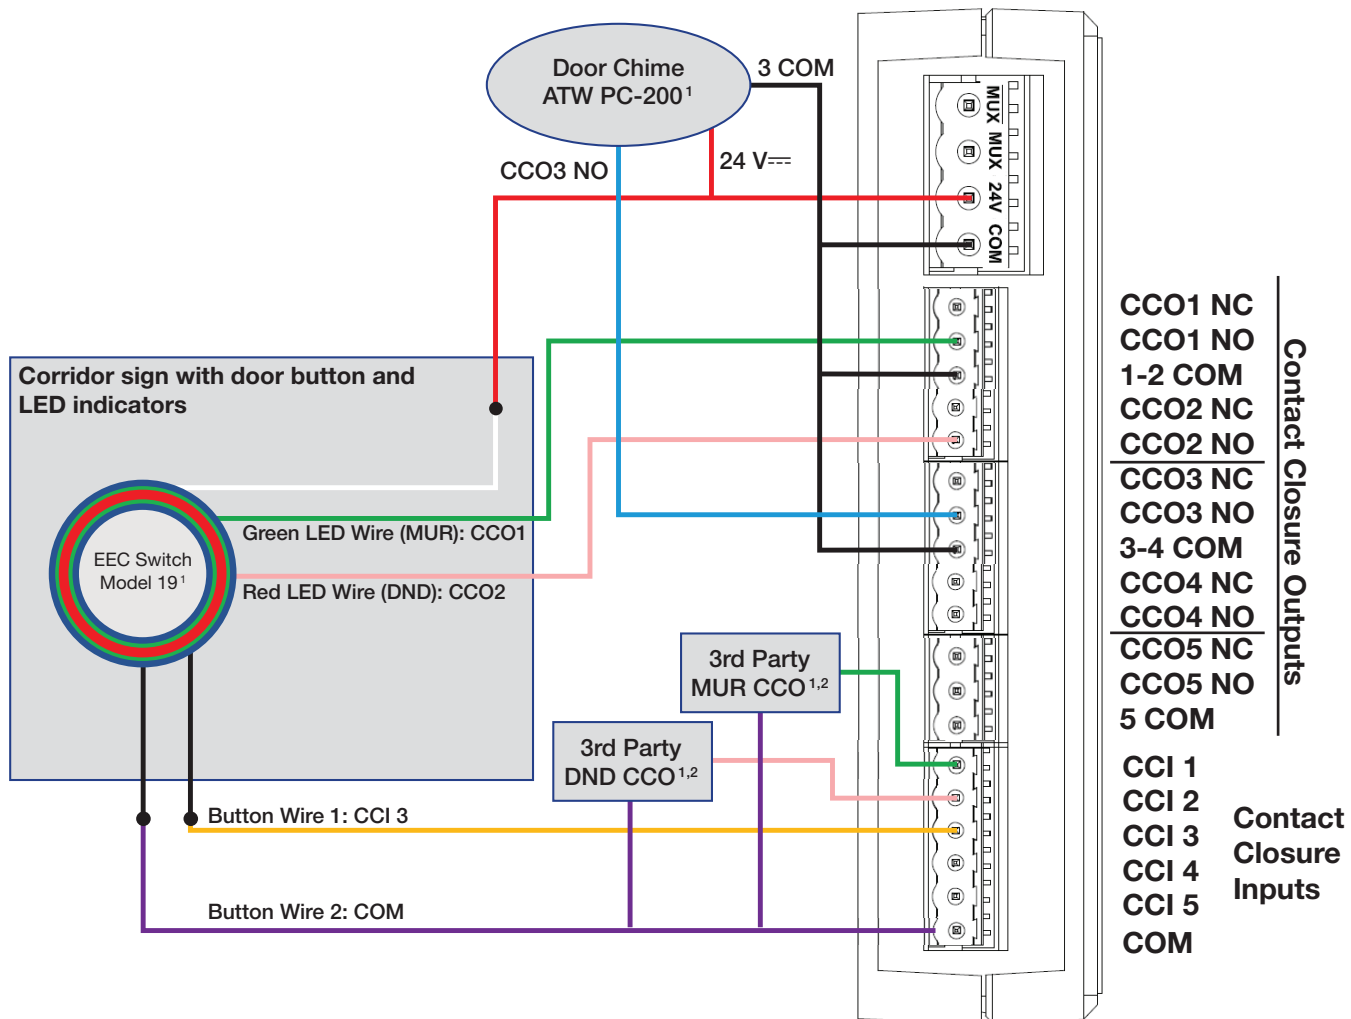 Door Chime
ATW PC-200¹
3 COM
CCO3 NO
24 V⎓
MUX
MUX
24V
COM
Corridor sign with door button and
LED indicators
EEC Switch
Model 19¹
Green LED Wire (MUR): CCO1
Red LED Wire (DND): CCO2
3rd Party
MUR CCO¹,²
3rd Party
DND CCO¹,²
Button Wire 1: CCI 3
Button Wire 2: COM
CCO1 NC
CCO1 NO
1-2 COM
CCO2 NC
CCO2 NO
CCO3 NC
CCO3 NO
3-4 COM
CCO4 NC
CCO4 NO
CCO5 NC
CCO5 NO
5 COM
Contact Closure Outputs
CCI 1
CCI 2
CCI 3
CCI 4
CCI 5
COM
Contact
Closure
Inputs